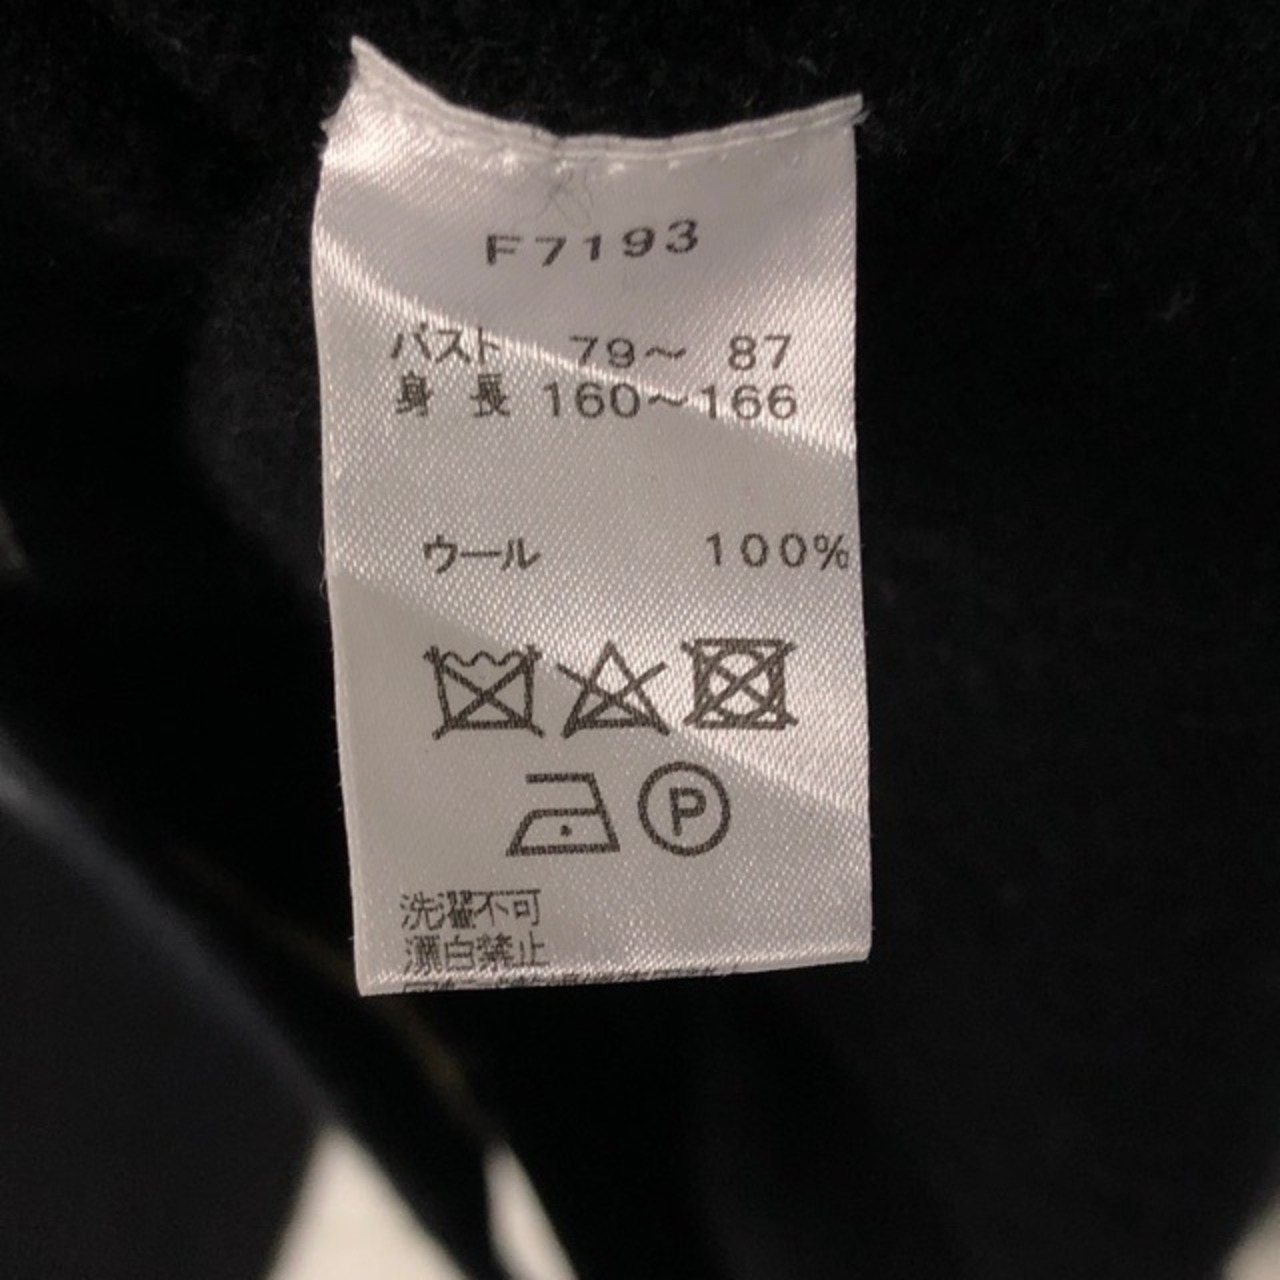 F7193
バスト 79～ 87
身 長 160～166
ウール 100%
P
洗濯不可
漂白禁止